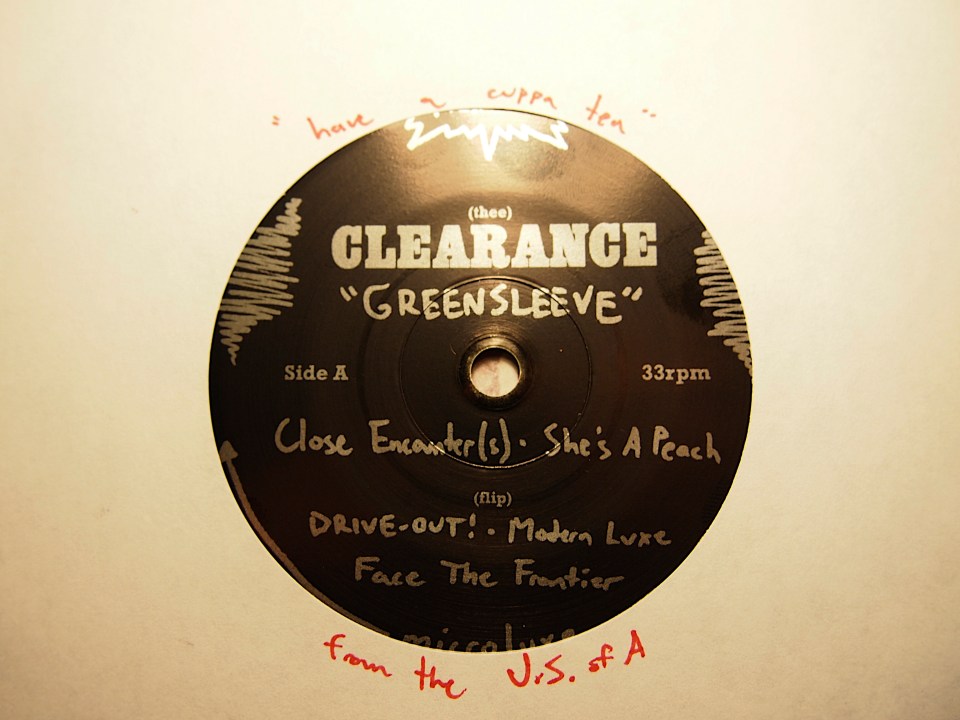 "have a cuppa tea"
(thee)
CLEARANCE
"GREENSLEEVE"
Side A 33rpm
Close Encounter(s) · She's A Peach
(flip)
DRIVE-OUT! · Modern Luxe
Face The Frontier
microluxe
from the U.S. of A